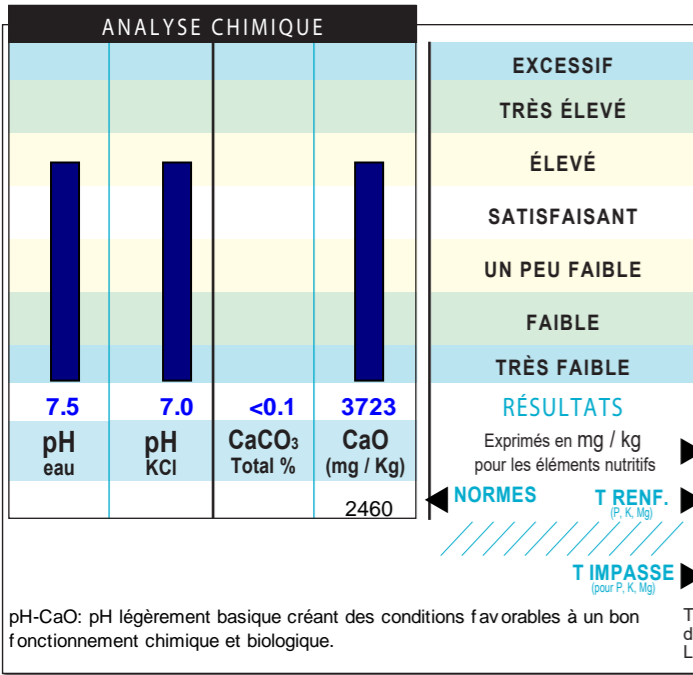 ANALYSE CHIMIQUE
EXCESSIF
TRÈS ÉLEVÉ
ÉLEVÉ
SATISFAISANT
UN PEU FAIBLE
FAIBLE
TRÈS FAIBLE
7.5 7.0 <0.1 3723 RÉSULTATS
pH pH CaCO₃ CaO Exprimés en mg / kg
eau KCl Total % (mg / Kg) pour les éléments nutritifs
2460 NORMES T RENF.
(P, K, Mg)
T IMPASSE
(pour P, K, Mg)
pH-CaO: pH légèrement basique créant des conditions favorables à un bon
fonctionnement chimique et biologique.
T
d
L